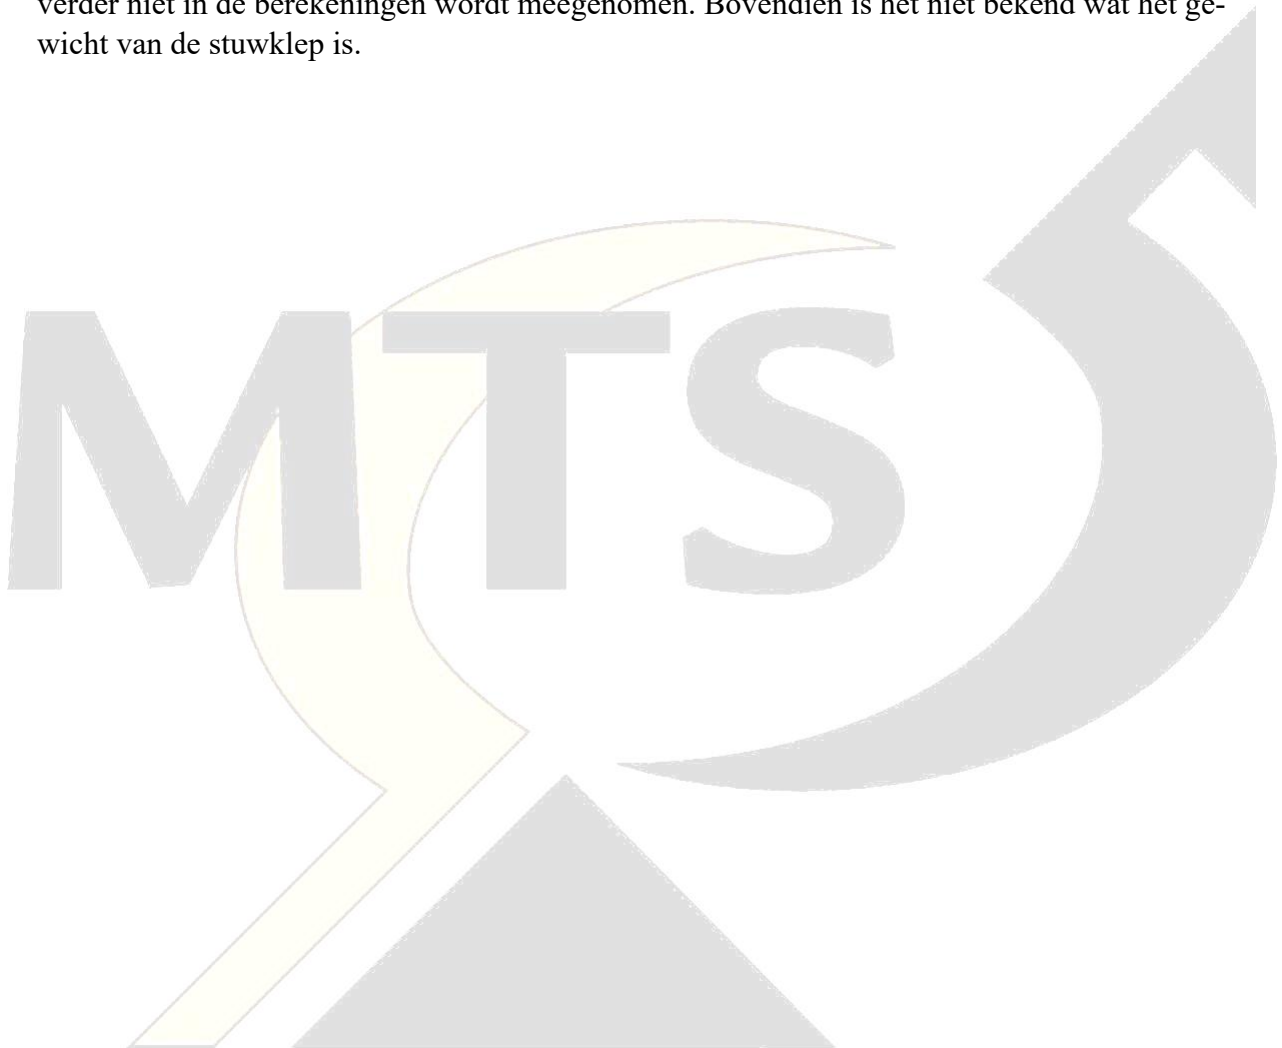 verder niet in de berekeningen wordt meegenomen. Bovendien is het niet bekend wat het ge-
wicht van de stuwklep is.
MTS